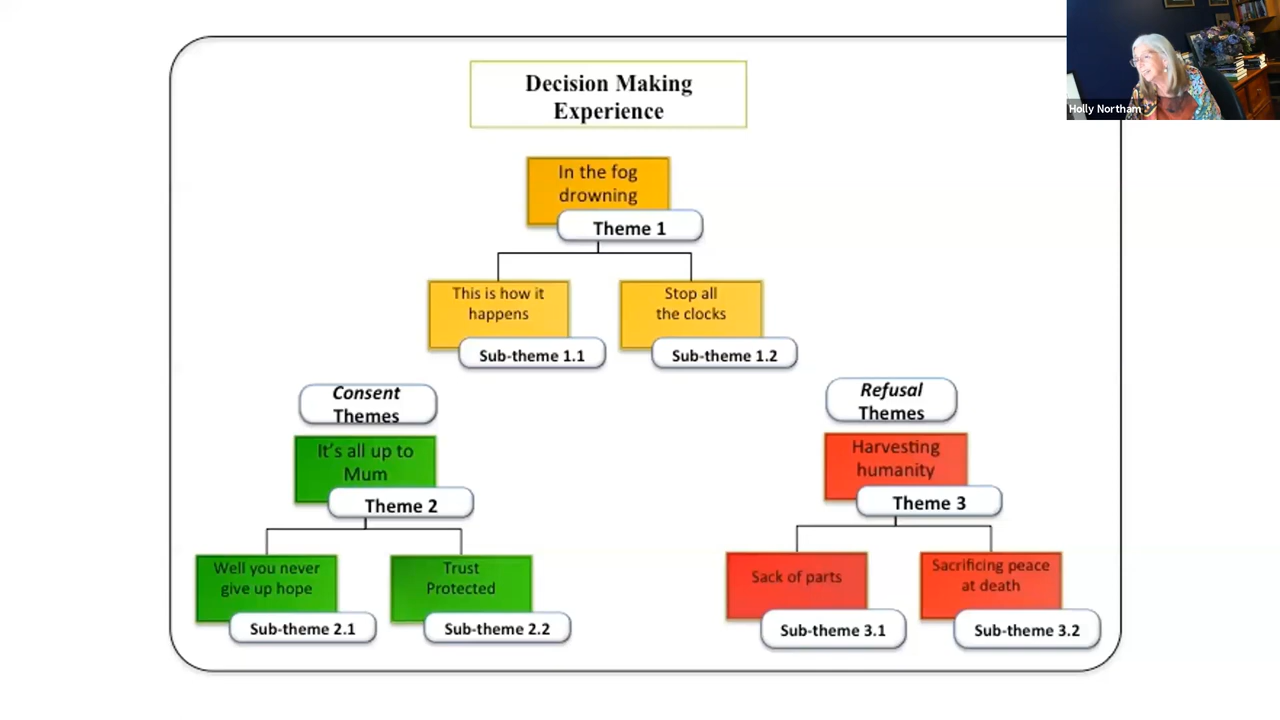 Decision Making
Experience
Holly Northam
In the fog
drowning
Theme 1
This is how it
happens
Sub-theme 1.1
Stop all
the clocks
Sub-theme 1.2
Consent
Themes
It's all up to
Mum
Theme 2
Well you never
give up hope
Sub-theme 2.1
Trust
Protected
Sub-theme 2.2
Refusal
Themes
Harvesting
humanity
Theme 3
Sack of parts
Sub-theme 3.1
Sacrificing peace
at death
Sub-theme 3.2